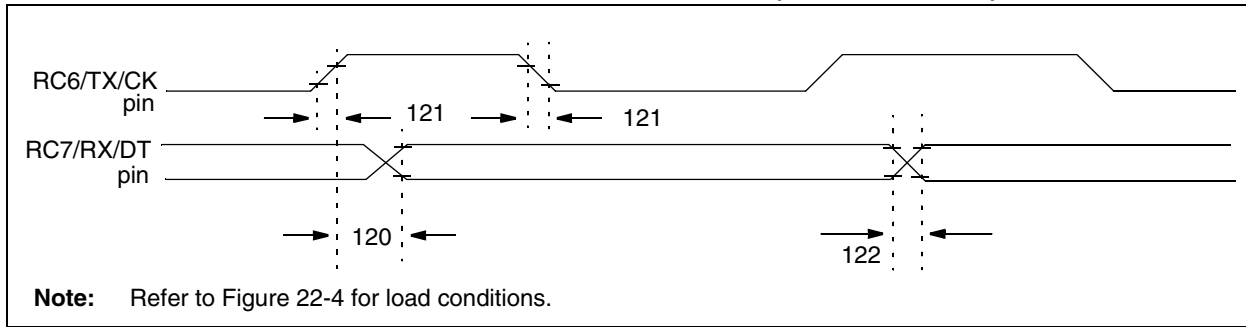 RC6/TX/CK
pin
121
121
RC7/RX/DT
pin
120
122
Note: Refer to Figure 22-4 for load conditions.